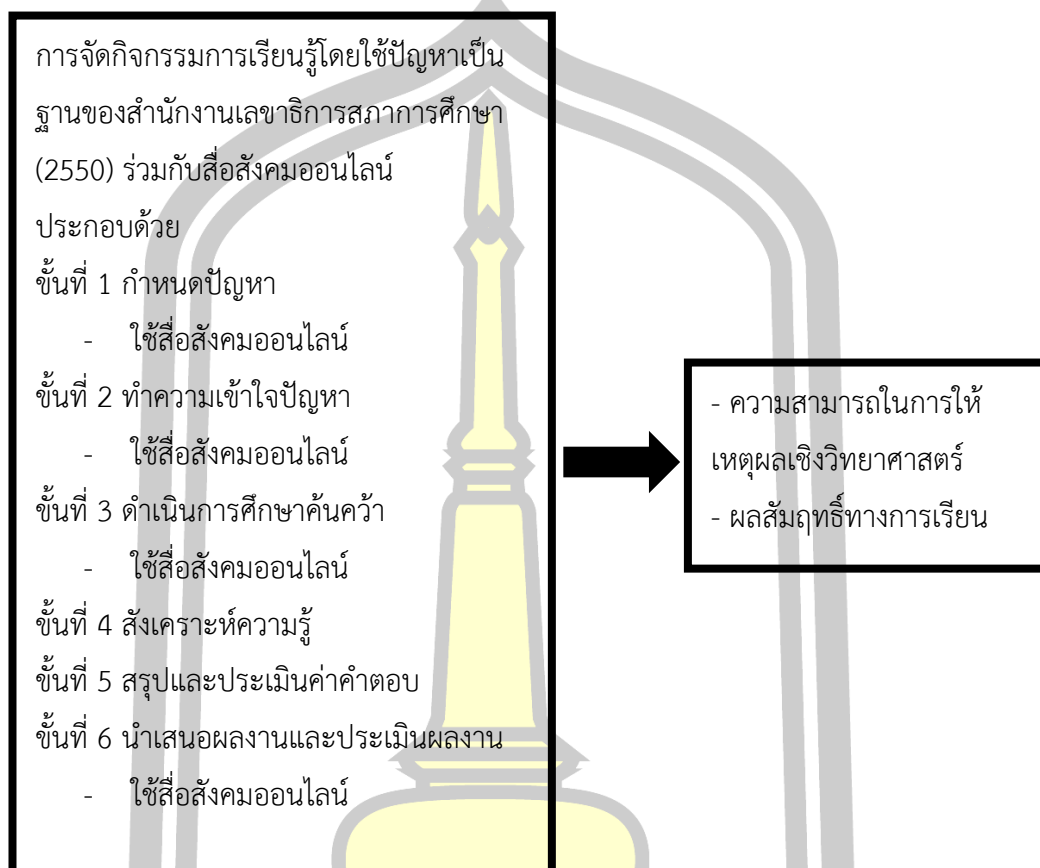 การจัดกิจกรรมการเรียนรู้โดยใช้ปัญหาเป็น
ฐานของสำนักงานเลขาธิการสภาการศึกษา
(2550) ร่วมกับสื่อสังคมออนไลน์
ประกอบด้วย
ขั้นที่ 1 กำหนดปัญหา
- ใช้สื่อสังคมออนไลน์
ขั้นที่ 2 ทำความเข้าใจปัญหา
- ใช้สื่อสังคมออนไลน์
ขั้นที่ 3 ดำเนินการศึกษาค้นคว้า
- ใช้สื่อสังคมออนไลน์
ขั้นที่ 4 สังเคราะห์ความรู้
ขั้นที่ 5 สรุปและประเมินค่าคำตอบ
ขั้นที่ 6 นำเสนอผลงานและประเมินผลงาน
- ใช้สื่อสังคมออนไลน์
- ความสามารถในการให้
เหตุผลเชิงวิทยาศาสตร์
- ผลสัมฤทธิ์ทางการเรียน